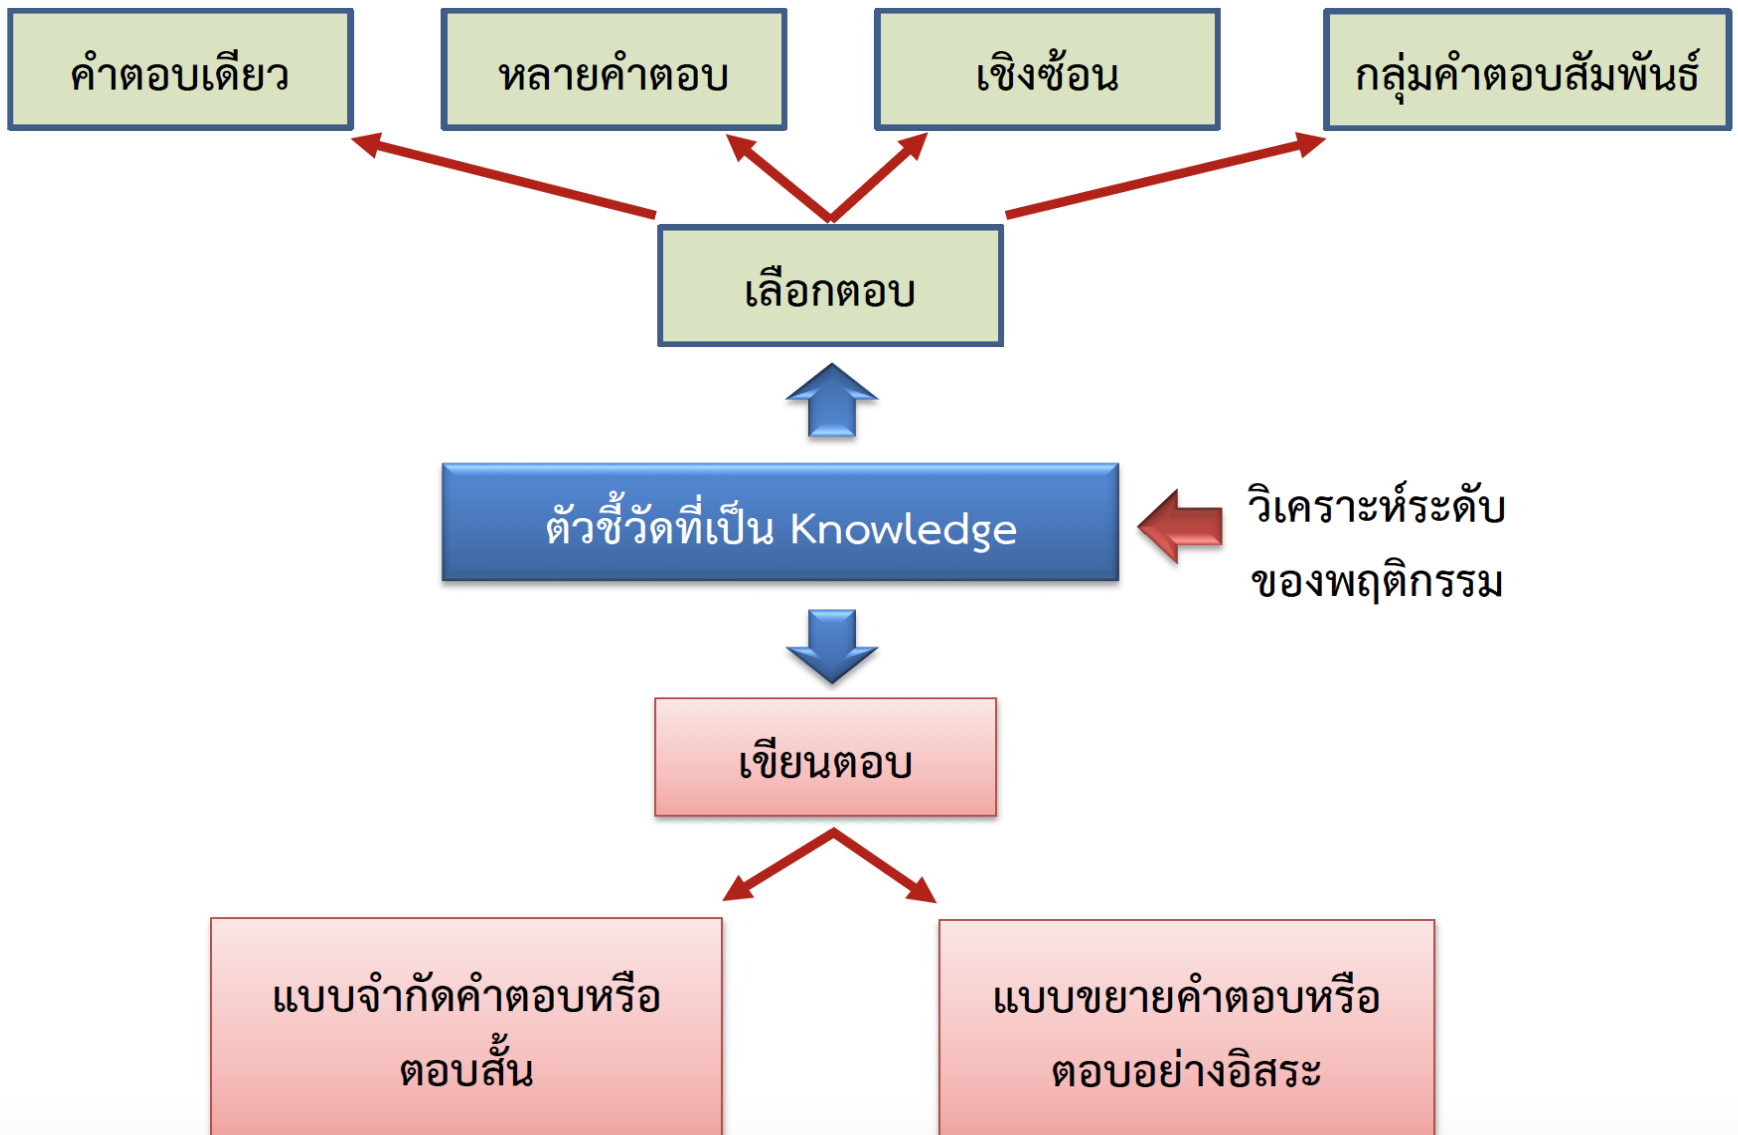 คำตอบเดียว
หลายคำตอบ
เชิงซ้อน
กลุ่มคำตอบสัมพันธ์
เลือกตอบ
ตัวชี้วัดที่เป็น Knowledge
วิเคราะห์ระดับ
ของพฤติกรรม
เขียนตอบ
แบบจำกัดคำตอบหรือ
ตอบสั้น
แบบขยายคำตอบหรือ
ตอบอย่างอิสระ